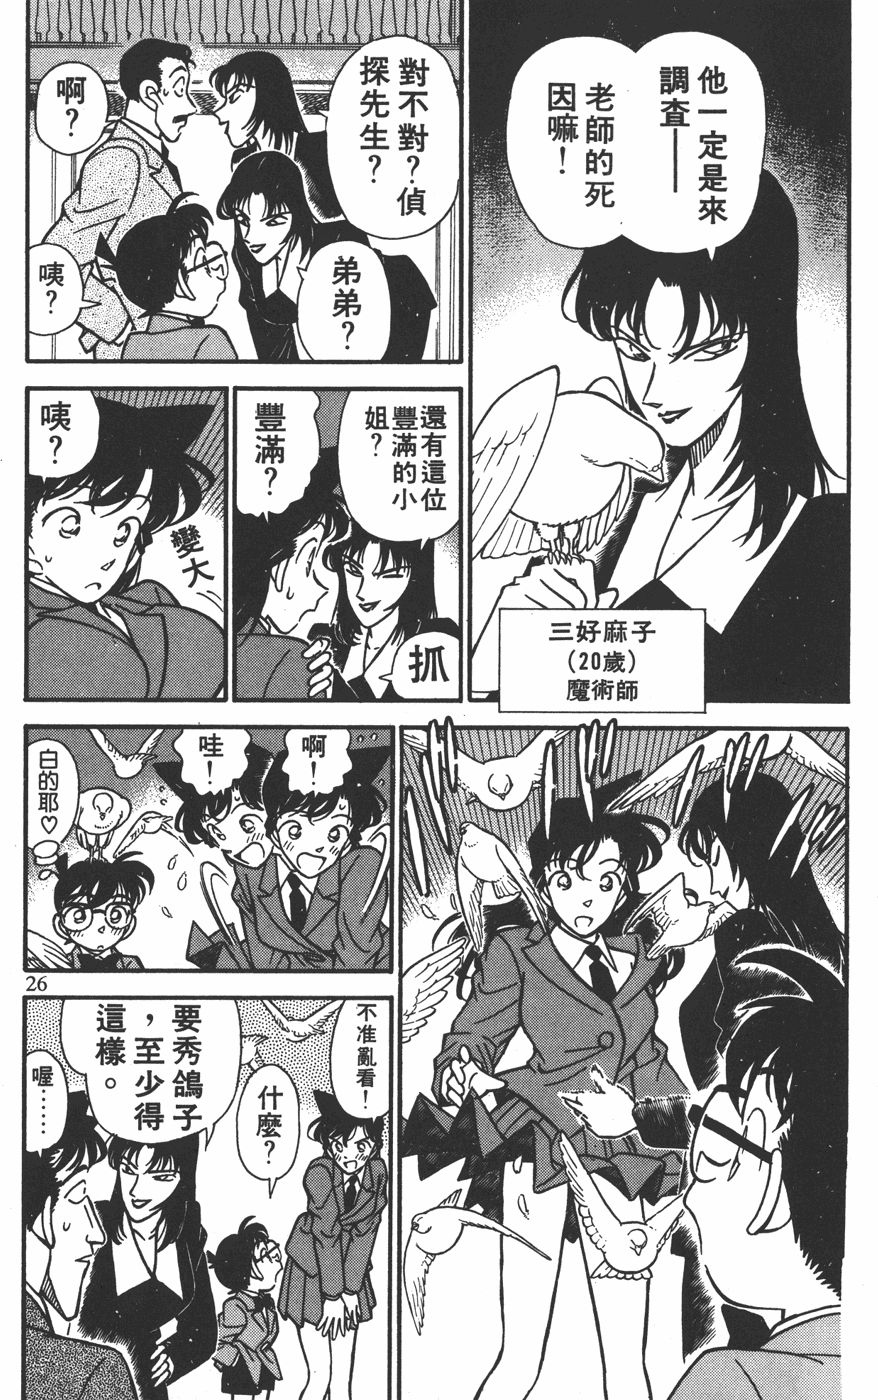 他一定是來
調查——
老師的死
因嘛！
三好麻子
（20歲）
魔術師
對不對？偵
探先生？
啊？
弟弟？
咦？
還有這位
豐滿的小
姐？
豐滿？
抓
咦？
變大
啊！
哇！
白的耶♡
不准亂看！
什麼？
要秀鴿子
，至少得
這樣。
喔……
26